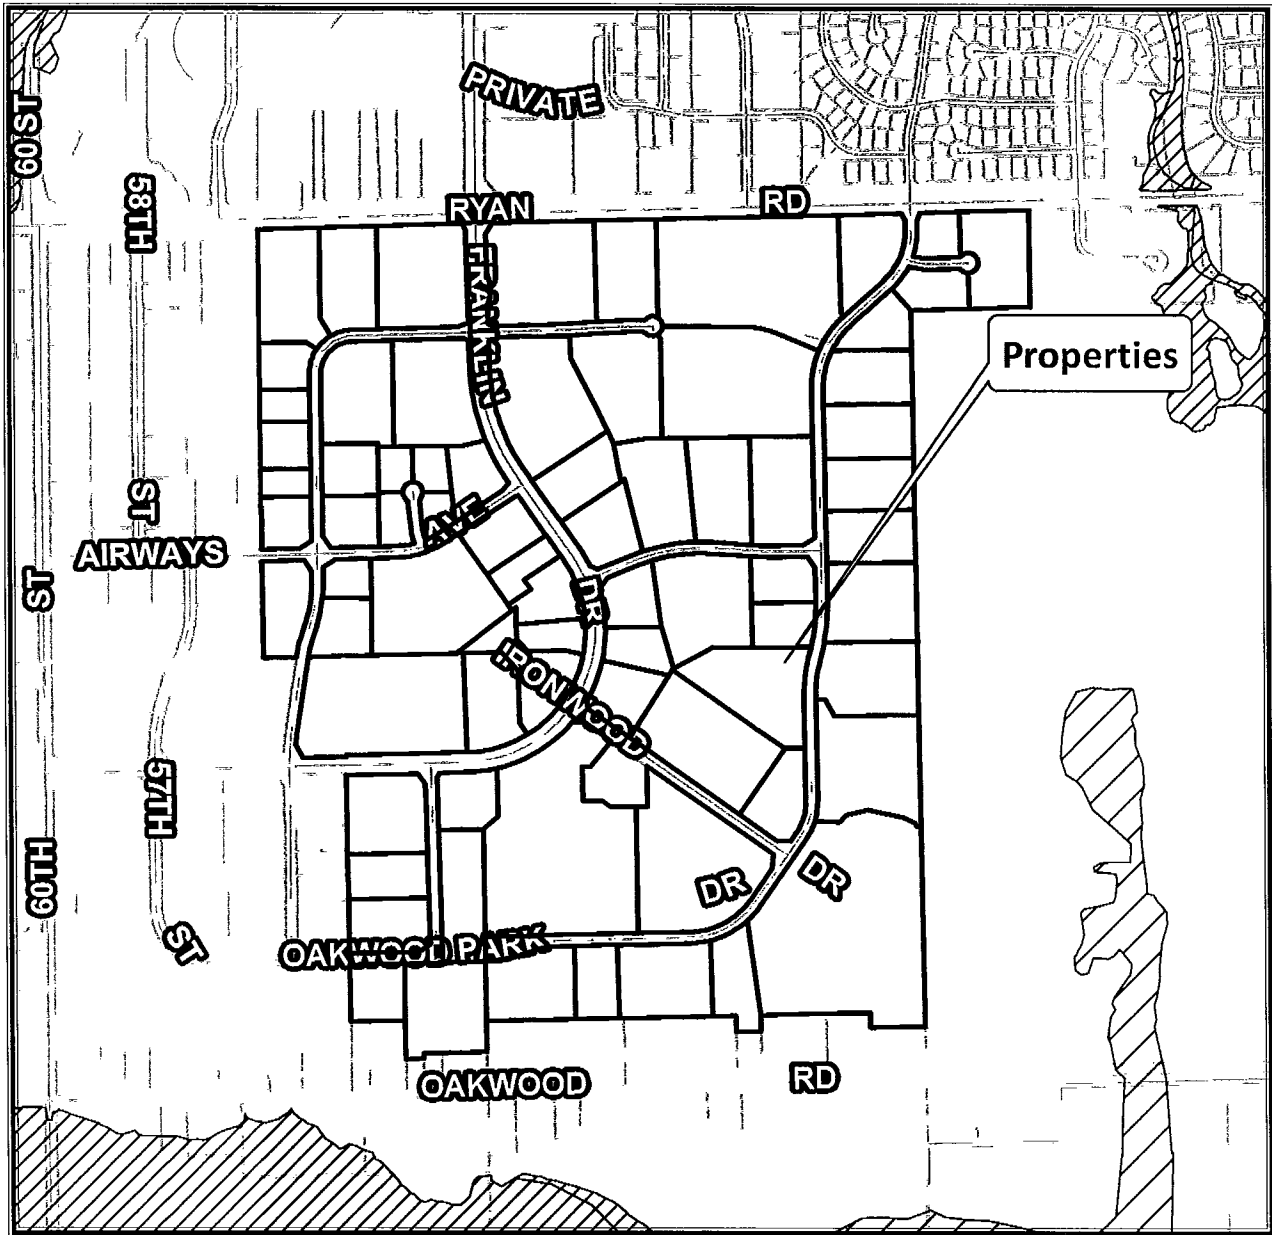 PRIVATE
60 ST
58TH
RYAN
RD
FRANKLIN
Properties
ST
AVE
AIRWAYS
ST
DR
IRONWOOD
57TH
60TH
DR
DR
ST
OAKWOOD PARK
OAKWOOD
RD